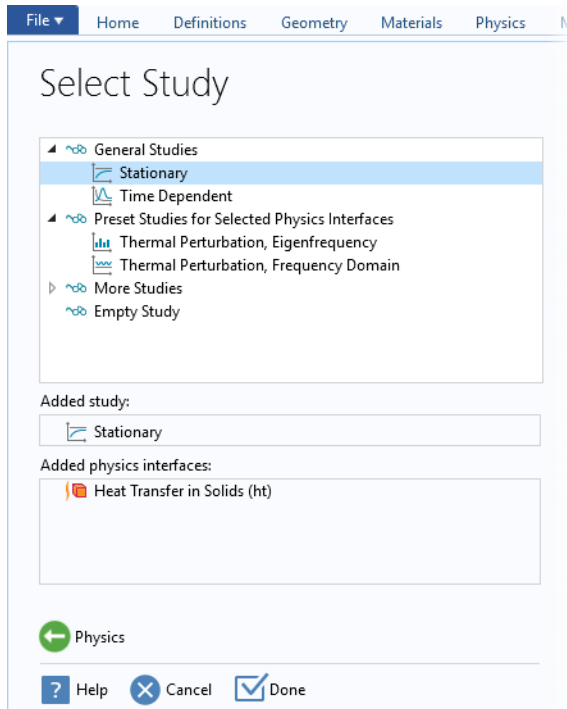 File Home Definitions Geometry Materials Physics
Select Study
General Studies
Stationary
Time Dependent
Preset Studies for Selected Physics Interfaces
Thermal Perturbation, Eigenfrequency
Thermal Perturbation, Frequency Domain
More Studies
Empty Study
Added study:
Stationary
Added physics interfaces:
Heat Transfer in Solids (ht)
Physics
? Help Cancel Done